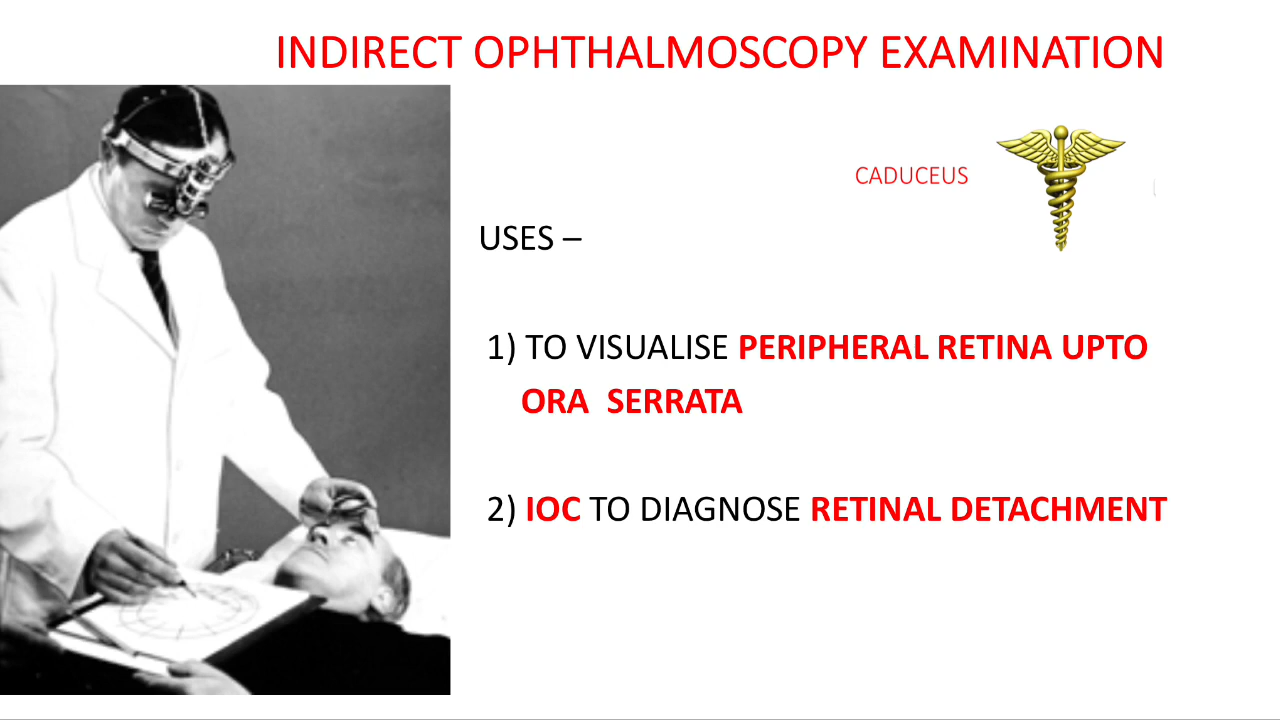 INDIRECT OPHTHALMOSCOPY EXAMINATION
CADUCEUS
USES –
1) TO VISUALISE PERIPHERAL RETINA UPTO
ORA SERRATA
2) IOC TO DIAGNOSE RETINAL DETACHMENT